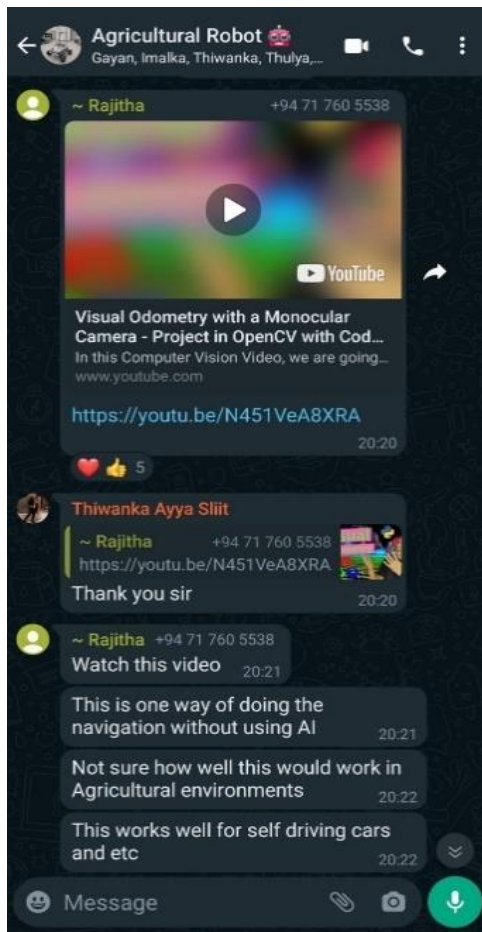 Agricultural Robot 🤖
Gayan, Imalka, Thiwanka, Thulya,...
~ Rajitha +94 71 760 5538
YouTube
Visual Odometry with a Monocular
Camera - Project in OpenCV with Cod...
In this Computer Vision Video, we are going...
www.youtube.com
https://youtu.be/N451VeA8XRA
20:20
❤️👍 5
Thiwanka Ayya Sliit
~ Rajitha +94 71 760 5538
https://youtu.be/N451VeA8XRA
Thank you sir
20:20
~ Rajitha +94 71 760 5538
Watch this video 20:21
This is one way of doing the
navigation without using AI 20:21
Not sure how well this would work in
Agricultural environments 20:22
This works well for self driving cars
and etc 20:22
Message